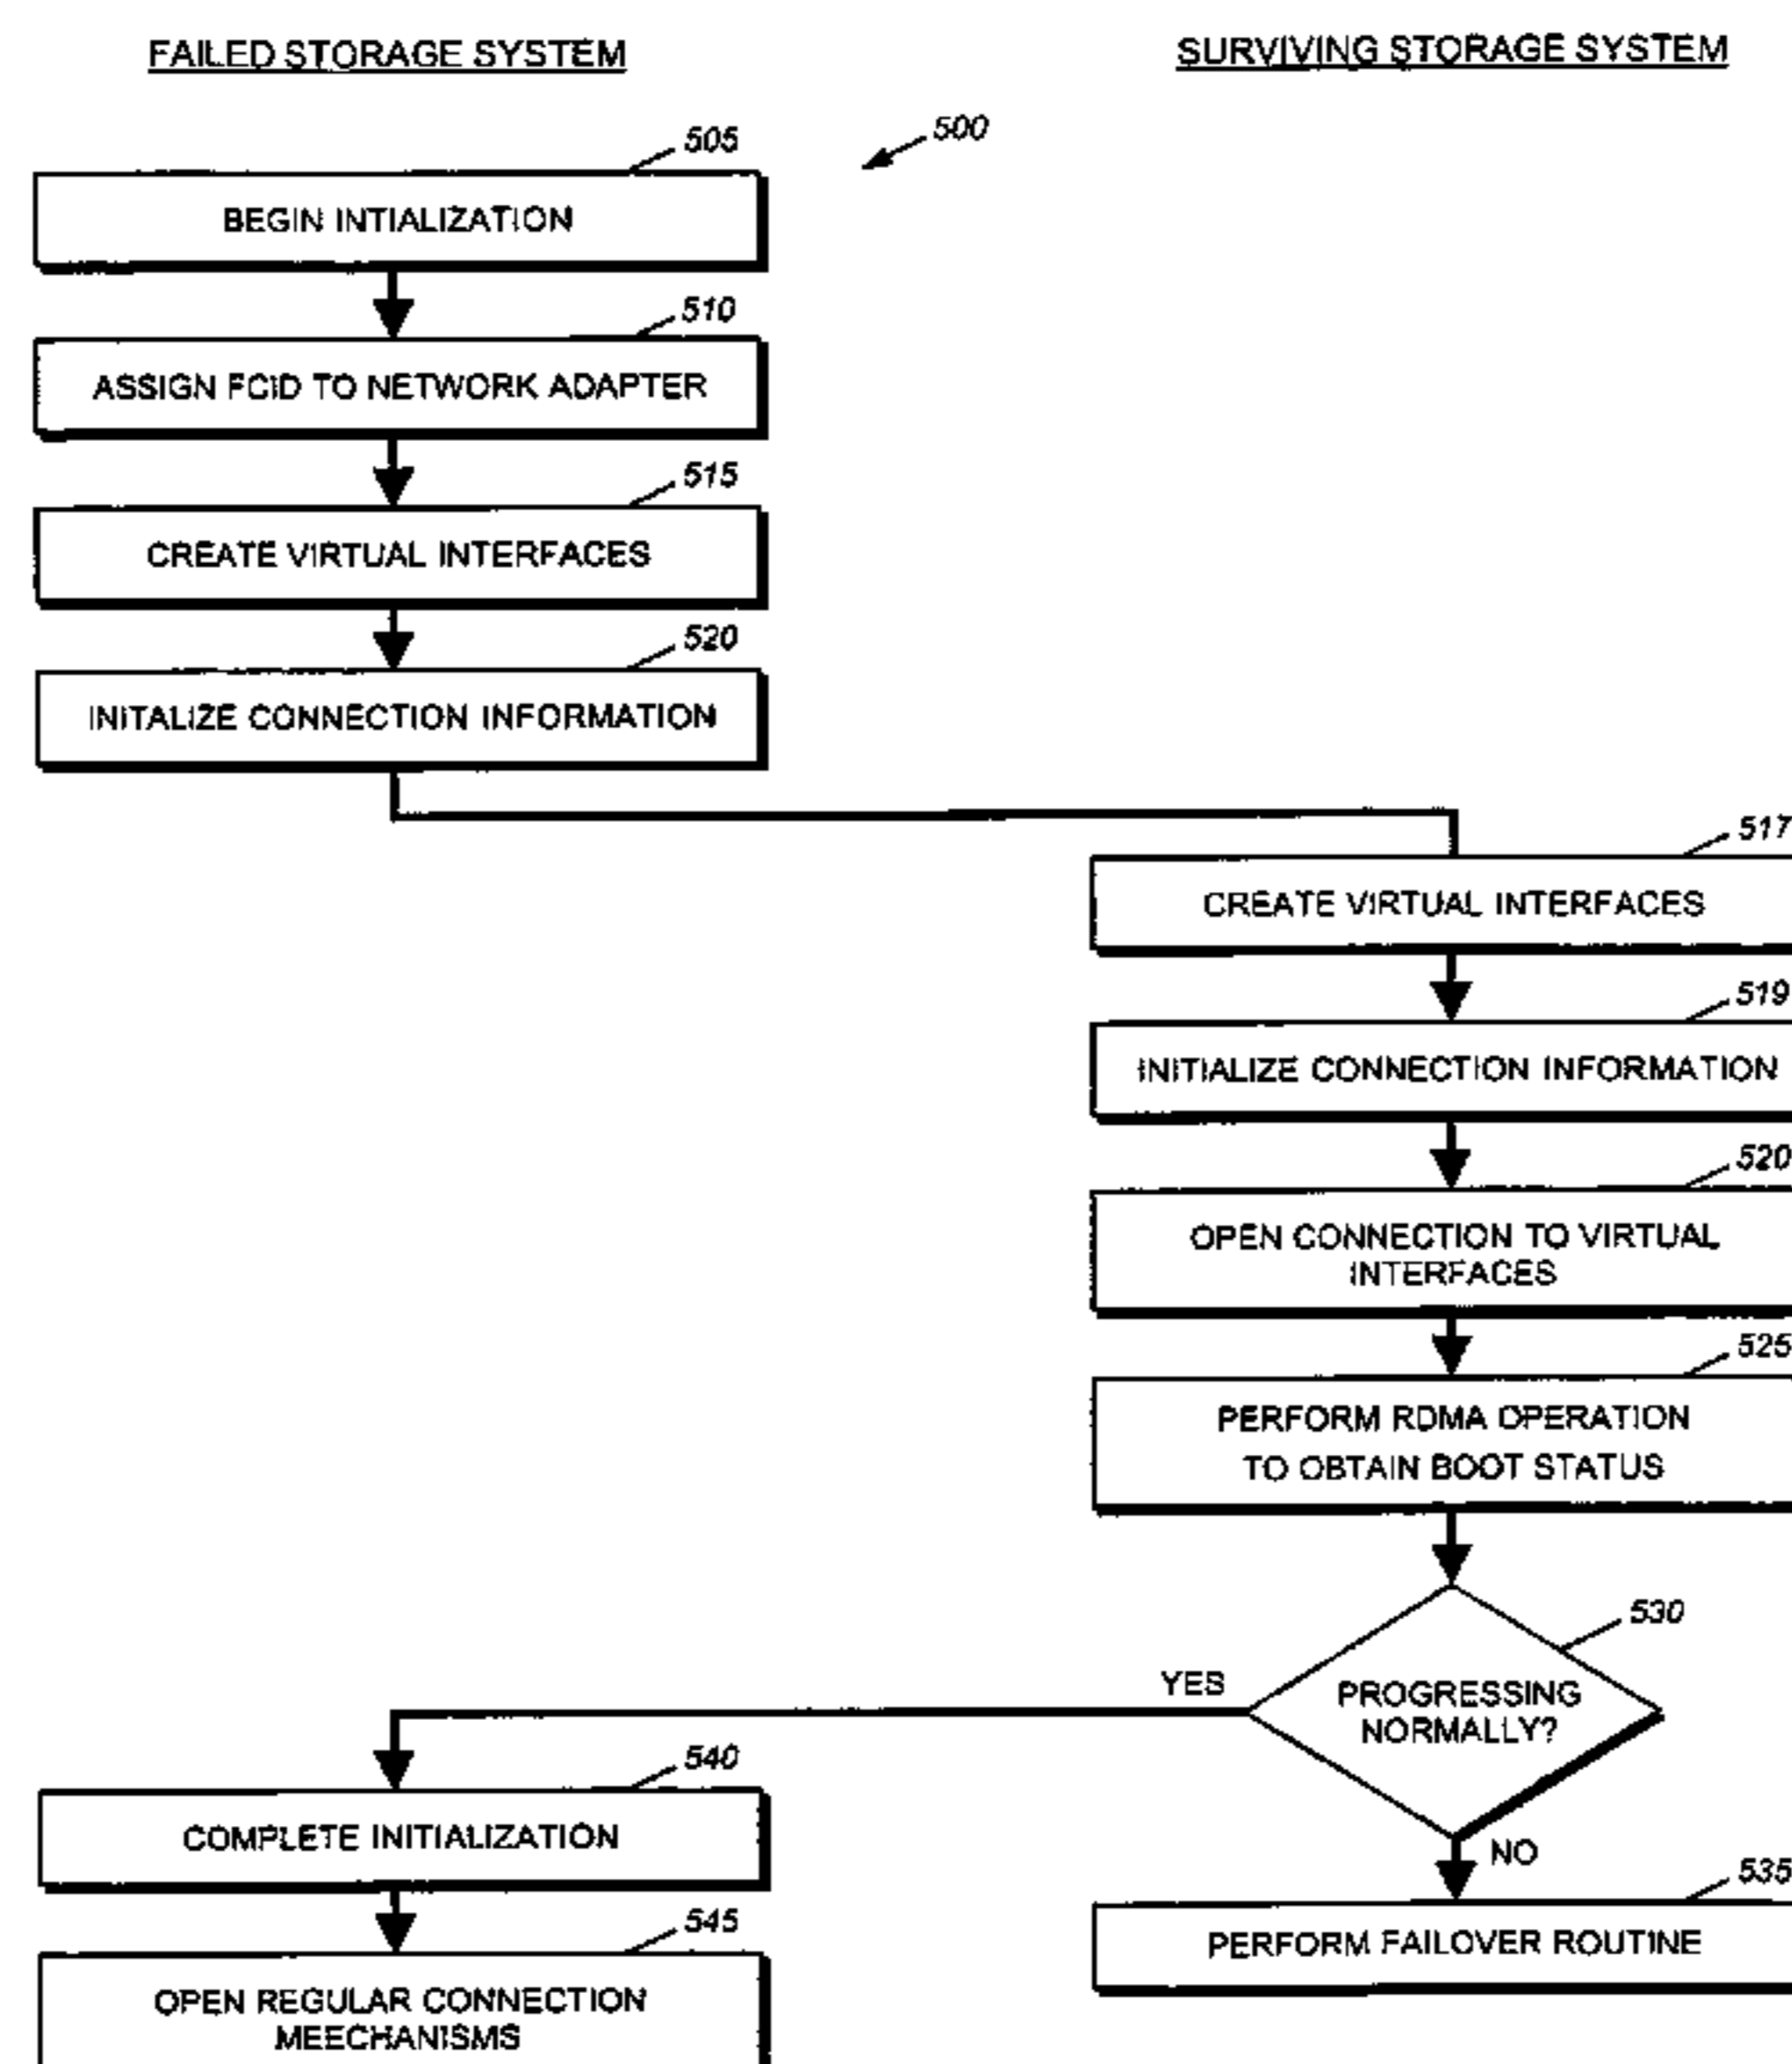 FAILED STORAGE SYSTEM
SURVIVING STORAGE SYSTEM
500
505
BEGIN INTIALIZATION
510
ASSIGN FCID TO NETWORK ADAPTER
515
CREATE VIRTUAL INTERFACES
520
INITALIZE CONNECTION INFORMATION
517
CREATE VIRTUAL INTERFACES
519
INITIALIZE CONNECTION INFORMATION
520
OPEN CONNECTION TO VIRTUAL
INTERFACES
525
PERFORM RDMA OPERATION
TO OBTAIN BOOT STATUS
530
PROGRESSING
NORMALLY?
YES
NO
540
COMPLETE INITIALIZATION
535
PERFORM FAILOVER ROUTINE
545
OPEN REGULAR CONNECTION
MEECHANISMS